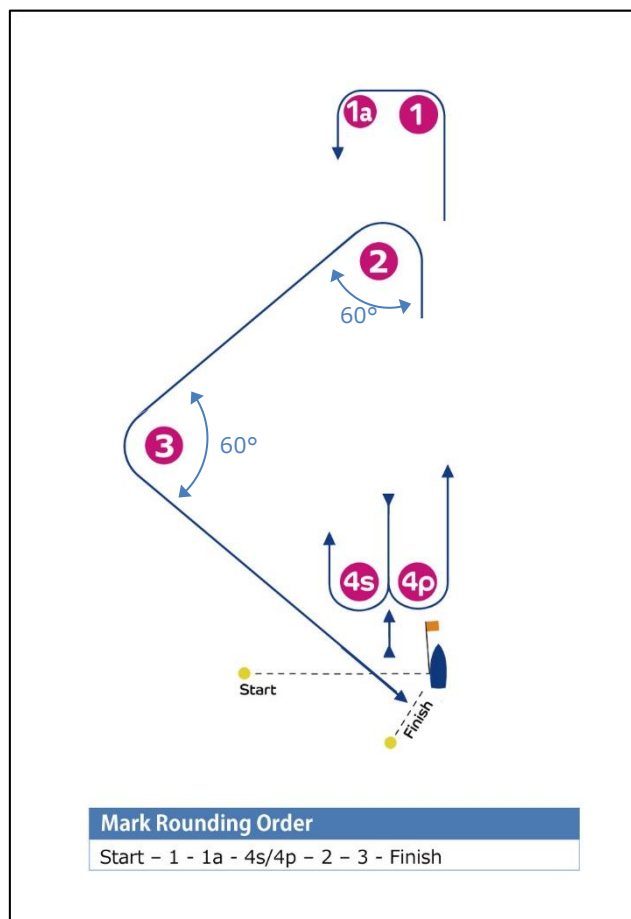 1a 1
2
60°
3 60°
4s 4p
Start
Finish
Mark Rounding Order
Start – 1 - 1a - 4s/4p – 2 – 3 - Finish